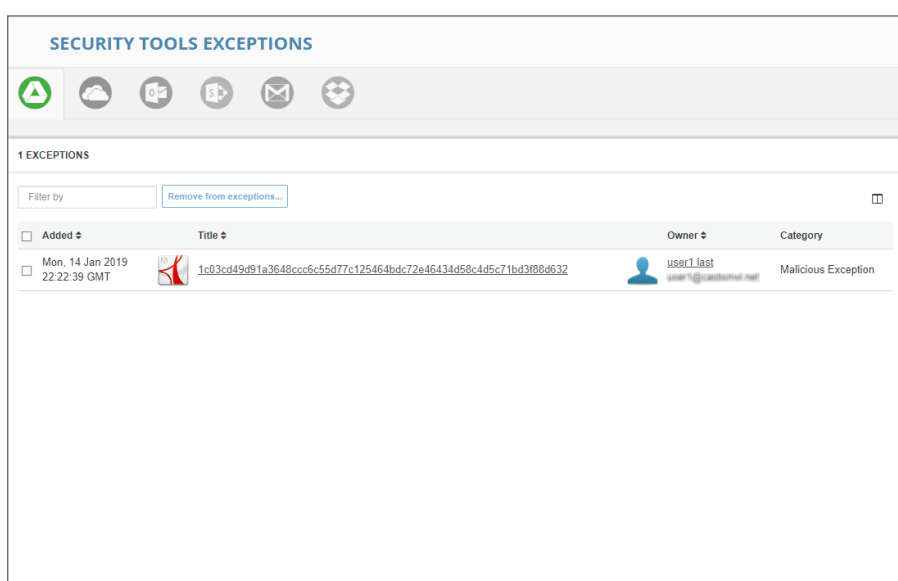 SECURITY TOOLS EXCEPTIONS
1 EXCEPTIONS
Filter by
Remove from exceptions...
Added Title Owner Category
Mon, 14 Jan 2019
22:22:39 GMT
1c03cd49d91a3648ccc6c55d77c125464bdc72e46434d58c4d5c71bd3f88d632
user1 last
Malicious Exception